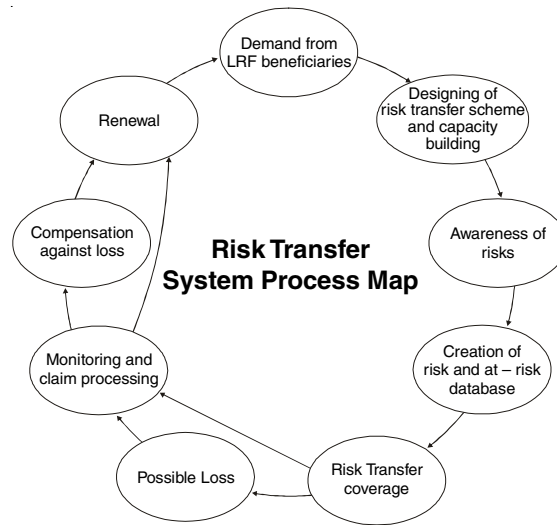 Demand from
LRF beneficiaries
Designing of
risk transfer scheme
and capacity
building
Awareness of
risks
Creation of
risk and at – risk
database
Risk Transfer
coverage
Possible Loss
Monitoring and
claim processing
Compensation
against loss
Renewal
Risk Transfer
System Process Map